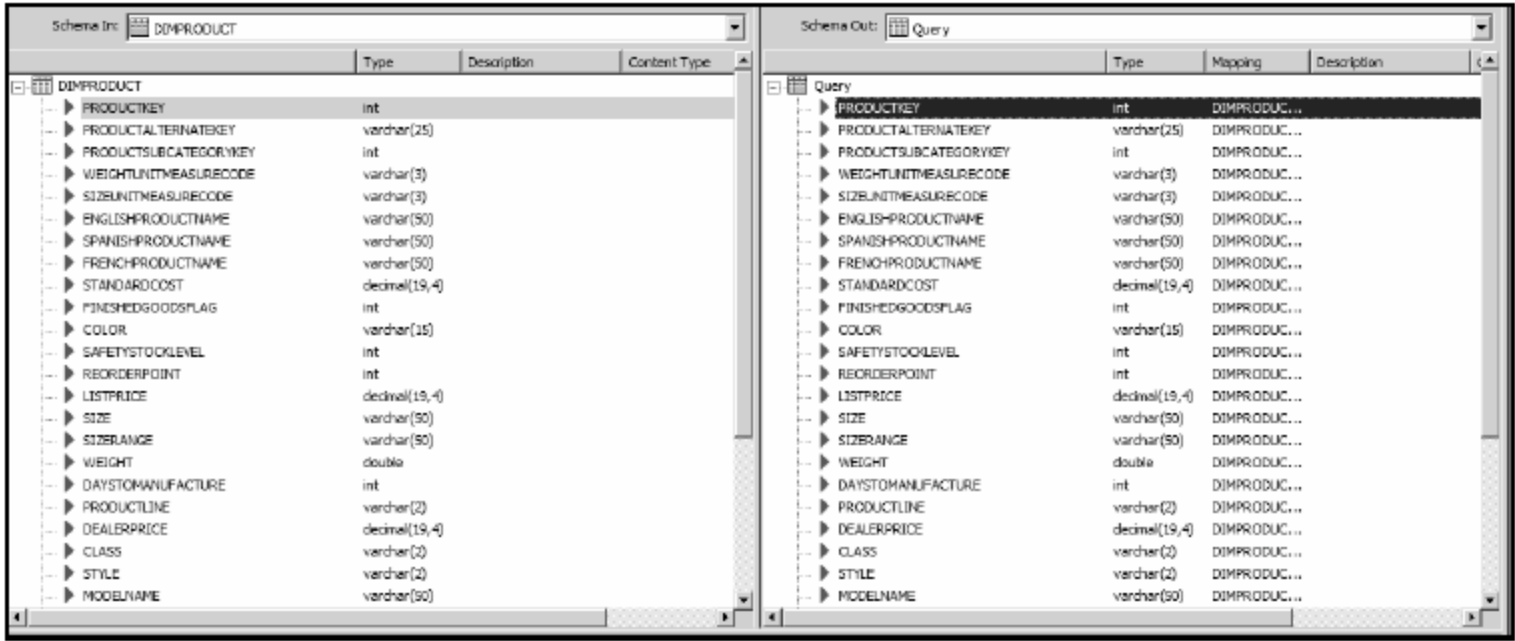 Schema In: DIMPRODUCT
Type Description Content Type
DIMPRODUCT
PRODUCTKEY int
PRODUCTALTERNATEKEY varchar(25)
PRODUCTSUBCATEGORYKEY int
WEIGHTUNITMEASURECODE varchar(3)
SIZEUNITMEASURECODE varchar(3)
ENGLISHPRODUCTNAME varchar(50)
SPANISHPRODUCTNAME varchar(50)
FRENCHPRODUCTNAME varchar(50)
STANDARDCOST decimal(19,4)
FINISHEDGOODSFLAG int
COLOR varchar(15)
SAFETYSTOCKLEVEL int
REORDERPOINT int
LISTPRICE decimal(19,4)
SIZE varchar(50)
SIZERANGE varchar(50)
WEIGHT double
DAYSTOMANUFACTURE int
PRODUCTLINE varchar(2)
DEALERPRICE decimal(19,4)
CLASS varchar(2)
STYLE varchar(2)
MODELNAME varchar(50)
Schema Out: Query
Type Mapping Description
Query
PRODUCTKEY int DIMPRODUC...
PRODUCTALTERNATEKEY varchar(25) DIMPRODUC...
PRODUCTSUBCATEGORYKEY int DIMPRODUC...
WEIGHTUNITMEASURECODE varchar(3) DIMPRODUC...
SIZEUNITMEASURECODE varchar(3) DIMPRODUC...
ENGLISHPRODUCTNAME varchar(50) DIMPRODUC...
SPANISHPRODUCTNAME varchar(50) DIMPRODUC...
FRENCHPRODUCTNAME varchar(50) DIMPRODUC...
STANDARDCOST decimal(19,4) DIMPRODUC...
FINISHEDGOODSFLAG int DIMPRODUC...
COLOR varchar(15) DIMPRODUC...
SAFETYSTOCKLEVEL int DIMPRODUC...
REORDERPOINT int DIMPRODUC...
LISTPRICE decimal(19,4) DIMPRODUC...
SIZE varchar(50) DIMPRODUC...
SIZERANGE varchar(50) DIMPRODUC...
WEIGHT double DIMPRODUC...
DAYSTOMANUFACTURE int DIMPRODUC...
PRODUCTLINE varchar(2) DIMPRODUC...
DEALERPRICE decimal(19,4) DIMPRODUC...
CLASS varchar(2) DIMPRODUC...
STYLE varchar(2) DIMPRODUC...
MODELNAME varchar(50) DIMPRODUC...